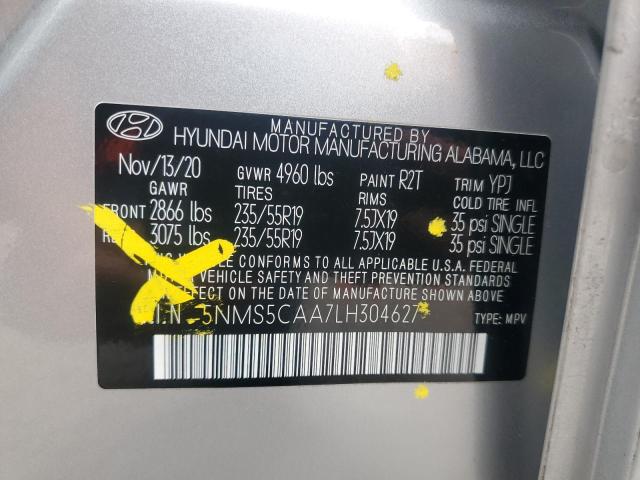 MANUFACTURED BY
HYUNDAI MOTOR MANUFACTURING ALABAMA, LLC
Nov/13/20 GVWR 4960 lbs PAINT R2T TRIM YPJ
GAWR TIRES RIMS COLD TIRE INFL
FRONT 2866 lbs 235/55R19 7.5JX19 35 psi SINGLE
3075 lbs 235/55R19 7.5JX19 35 psi SINGLE
CONFORMS TO ALL APPLICABLE U.S.A. FEDERAL
VEHICLE SAFETY AND THEFT PREVENTION STANDARDS
EFFECT ON THE DATE OF MANUFACTURE SHOWN ABOVE.
5NMS5CAA7LH304627 TYPE: MPV